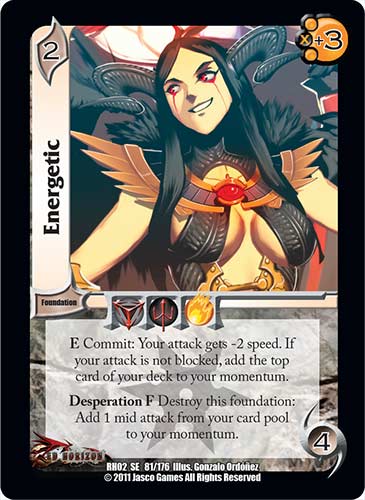 2
x+3
Energetic
Foundation
E Commit: Your attack gets -2 speed. If
your attack is not blocked, add the top
card of your deck to your momentum.
Desperation F Destroy this foundation:
Add 1 mid attack from your card pool
to your momentum.
RED HORIZON
4
RH02 SE 81/176 Illus. Gonzalo Ordóñez
© 2011 Jasco Games All Rights Reserved